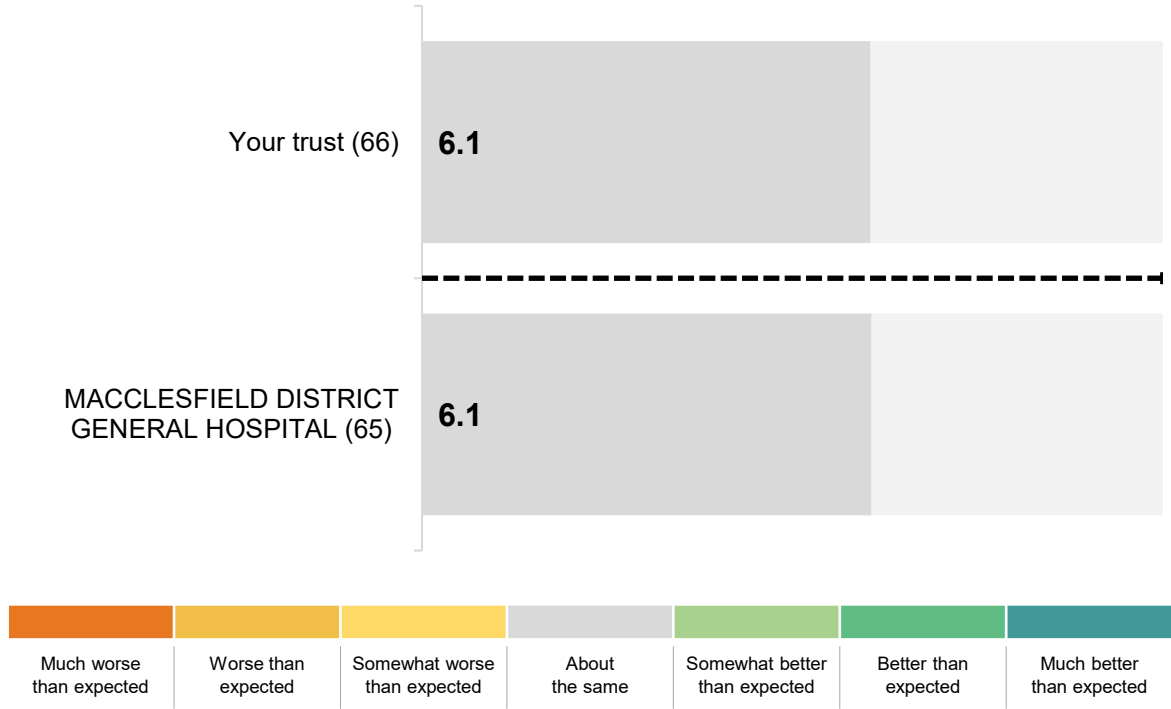 Your trust (66)
6.1
MACCLESFIELD DISTRICT
GENERAL HOSPITAL (65)
6.1
Much worse
than expected
Worse than
expected
Somewhat worse
than expected
About
the same
Somewhat better
than expected
Better than
expected
Much better
than expected